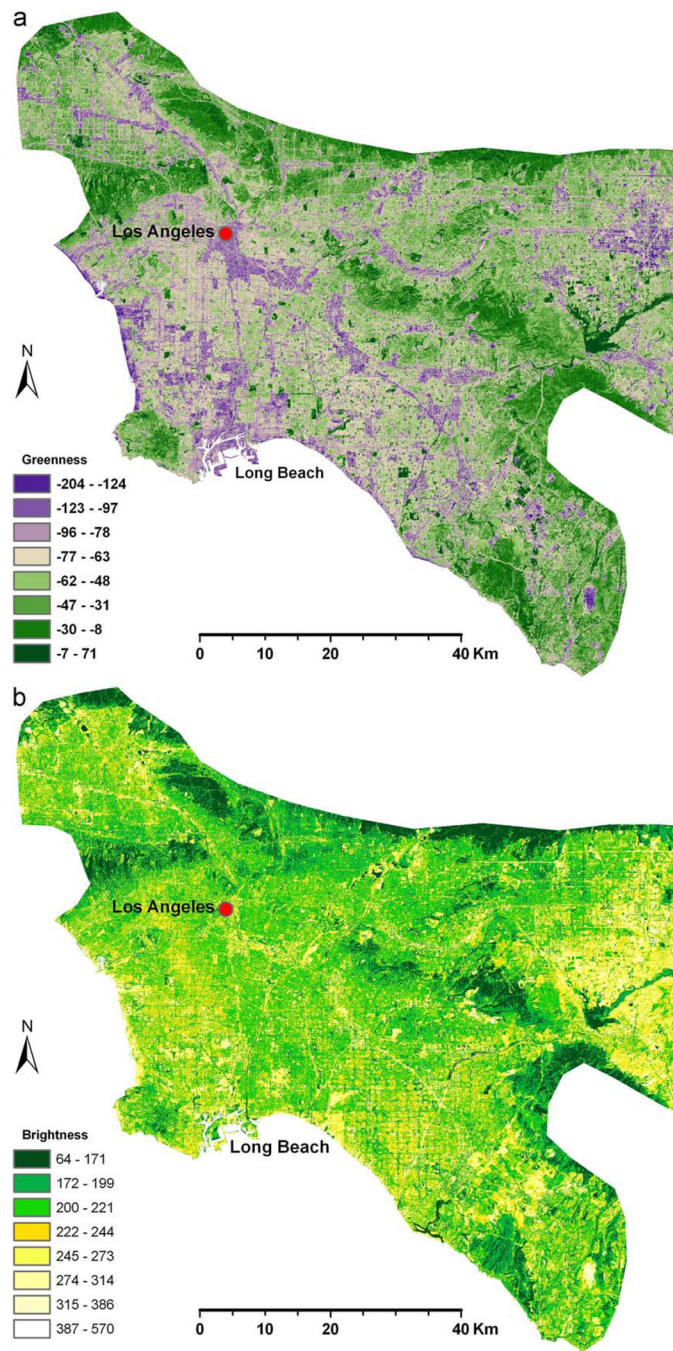 a
Los Angeles
N
Long Beach
Greenness
-204 - -124
-123 - -97
-96 - -78
-77 - -63
-62 - -48
-47 - -31
-30 - -8
-7 - 71
0 10 20 40 Km
b
Los Angeles
N
Long Beach
Brightness
64 - 171
172 - 199
200 - 221
222 - 244
245 - 273
274 - 314
315 - 386
387 - 570
0 10 20 40 Km